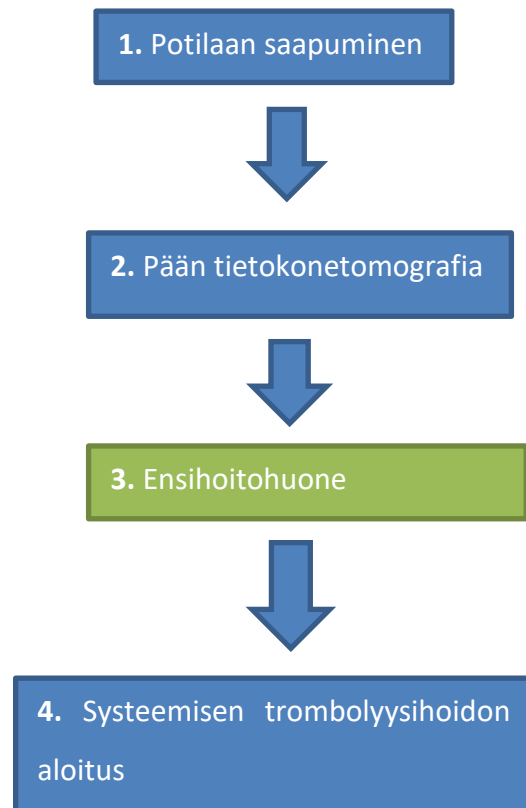 1. Potilaan saapuminen
2. Pään tietokonetomografia
3. Ensihoitohuone
4. Systeemisen trombolyysihoidon
aloitus